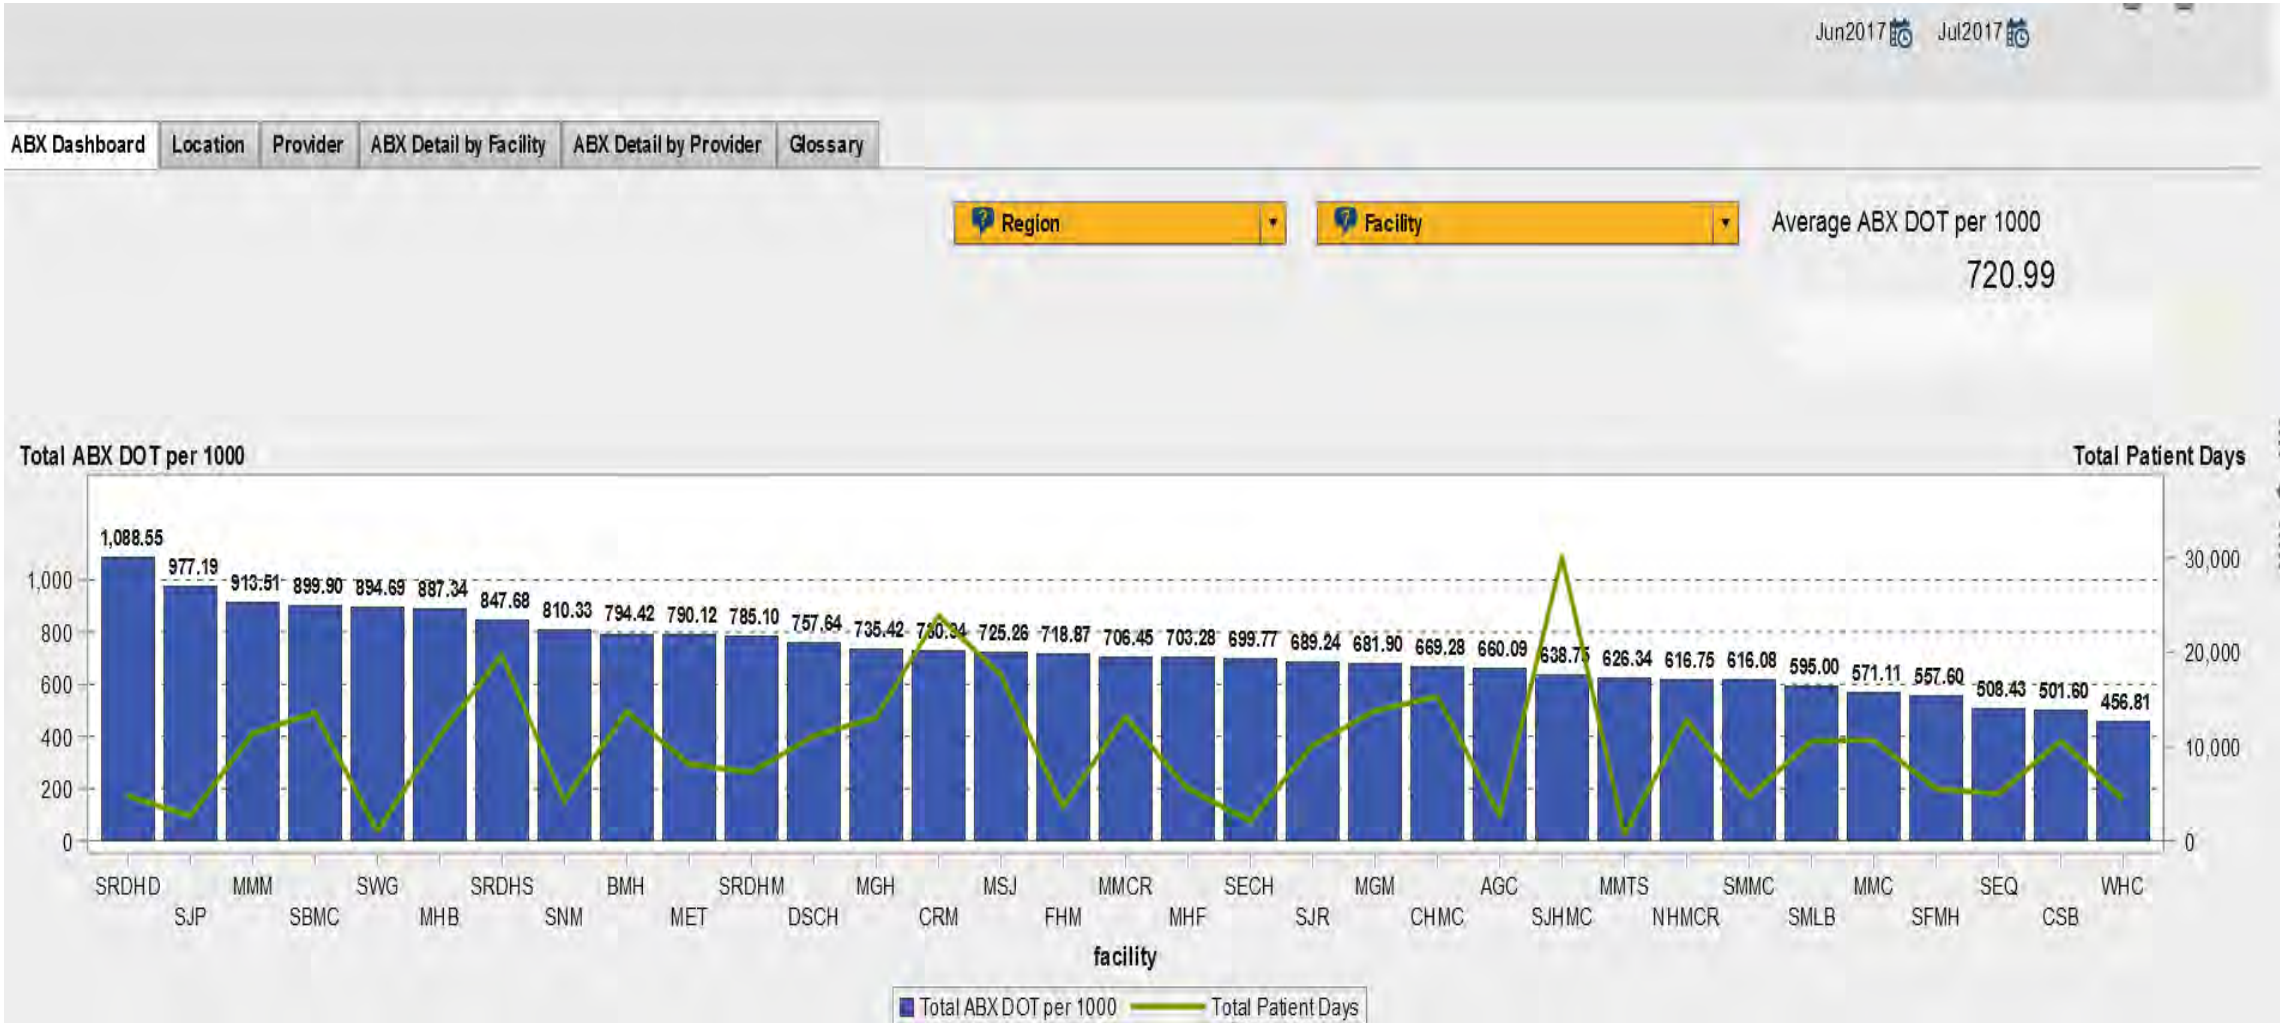 Jun2017 Jul2017
ABX Dashboard Location Provider ABX Detail by Facility ABX Detail by Provider Glossary
? Region ? Facility Average ABX DOT per 1000
720.99
Total ABX DOT per 1000 Total Patient Days
1,088.55 977.19 913.51 899.90 894.69 887.34 847.68 810.33 794.42 790.12 785.10 757.64 735.42 730.94 725.26 718.87 706.45 703.28 699.77 689.24 681.90 669.28 660.09 638.75 626.34 616.75 616.08 595.00 571.11 557.60 508.43 501.60 456.81
1,000 30,000
800
20,000
600
400
10,000
200
0 0
SRDHD MMM SWG SRDHS BMH SRDHM MGH MSJ MMCR SECH MGM AGC MMTS SMMC MMC SEQ WHC
SJP SBMC MHB SNM MET DSCH CRM FHM MHF SJR CHMC SJHMC NHMCR SMLB SFMH CSB
facility
Total ABX DOT per 1000 Total Patient Days